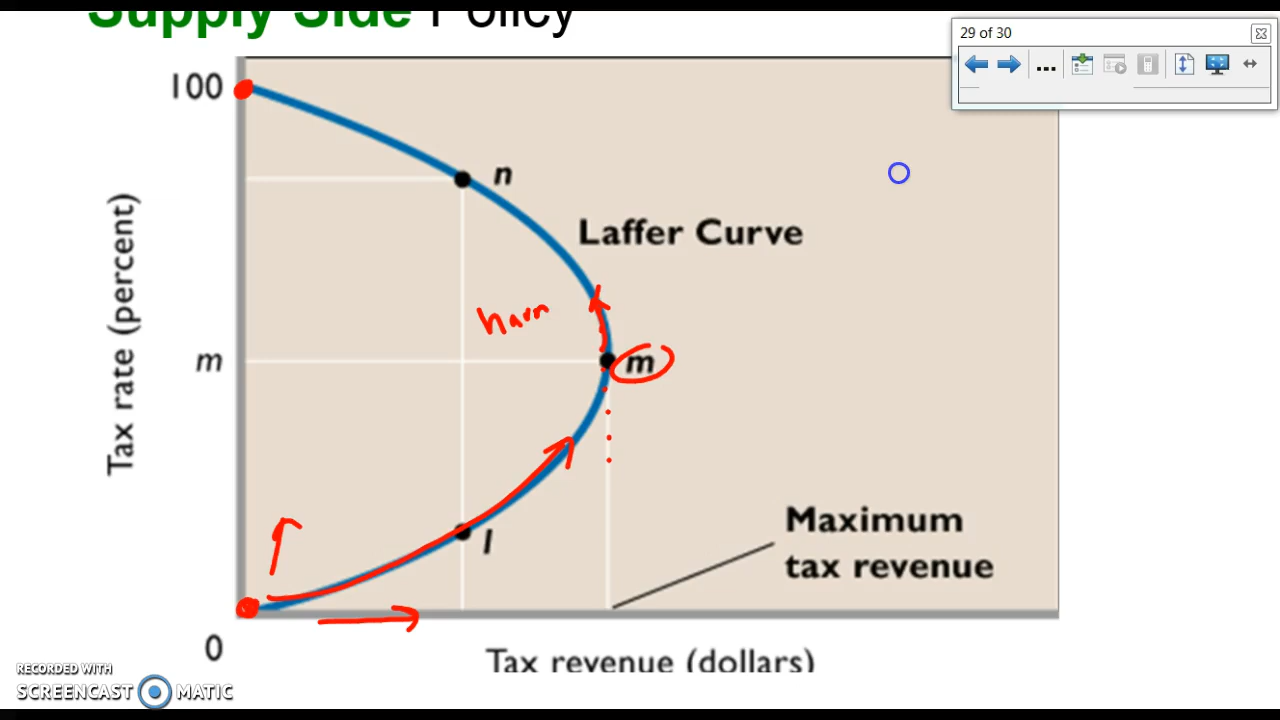 Supply Side Policy
29 of 30
100
n
Laffer Curve
harm
Tax rate (percent)
m
m
l
Maximum
tax revenue
0
Tax revenue (dollars)
RECORDED WITH
SCREENCAST MATIC